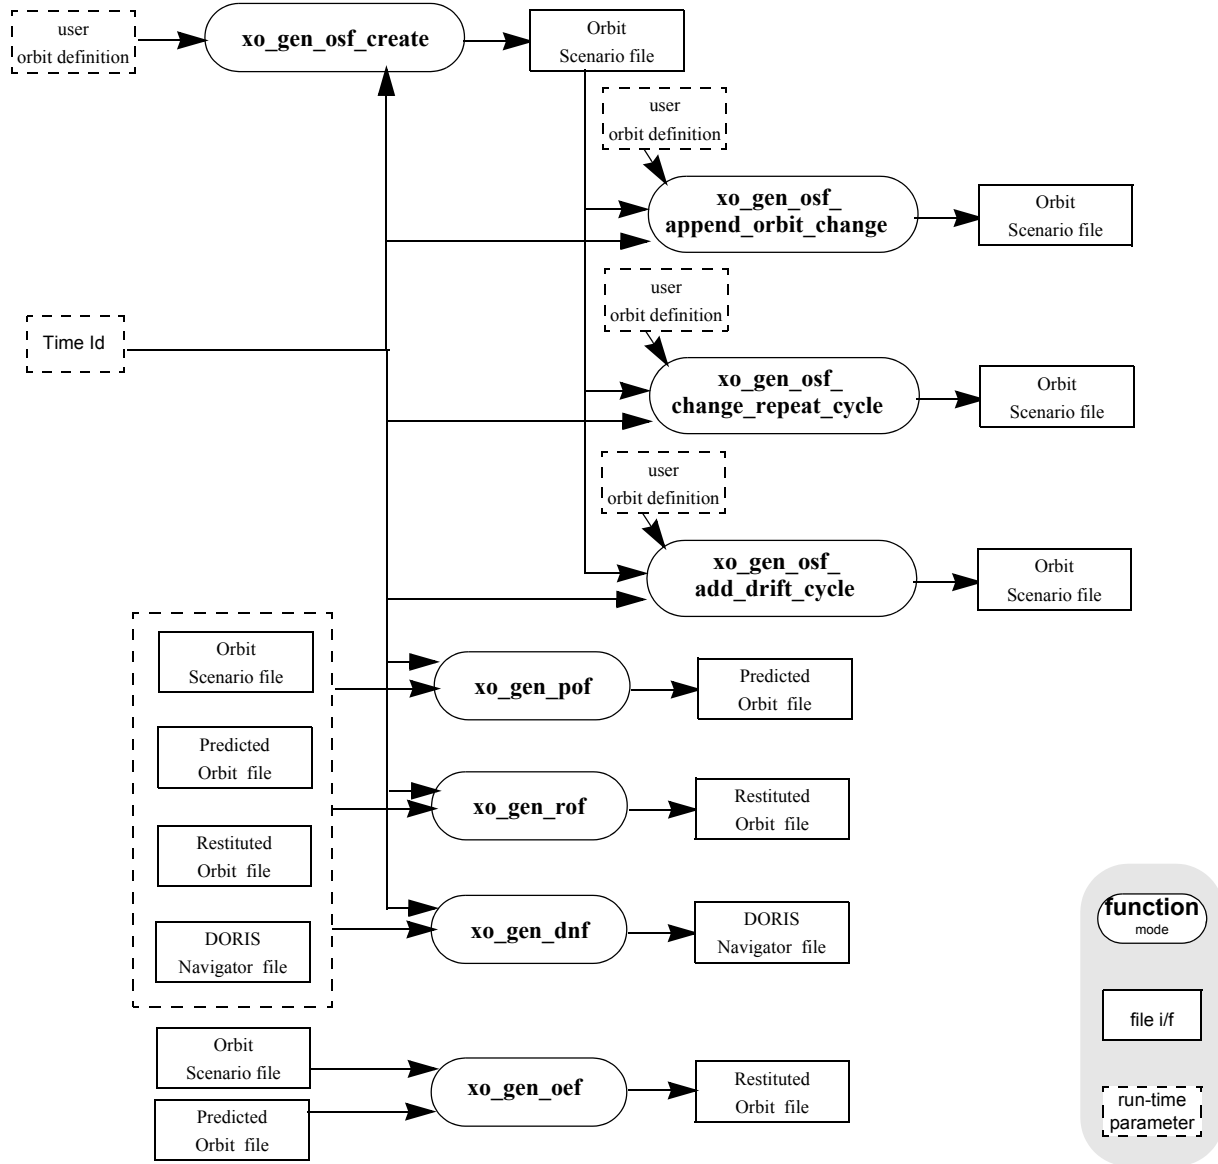 user
orbit definition
xo_gen_osf_create
Orbit
Scenario file
user
orbit definition
xo_gen_osf_
append_orbit_change
Orbit
Scenario file
user
orbit definition
Time Id
xo_gen_osf_
change_repeat_cycle
Orbit
Scenario file
user
orbit definition
xo_gen_osf_
add_drift_cycle
Orbit
Scenario file
Orbit
Scenario file
xo_gen_pof
Predicted
Orbit file
Predicted
Orbit file
xo_gen_rof
Restituted
Orbit file
Restituted
Orbit file
DORIS
Navigator file
xo_gen_dnf
DORIS
Navigator file
Orbit
Scenario file
Predicted
Orbit file
xo_gen_oef
Restituted
Orbit file
function
mode
file i/f
run-time
parameter